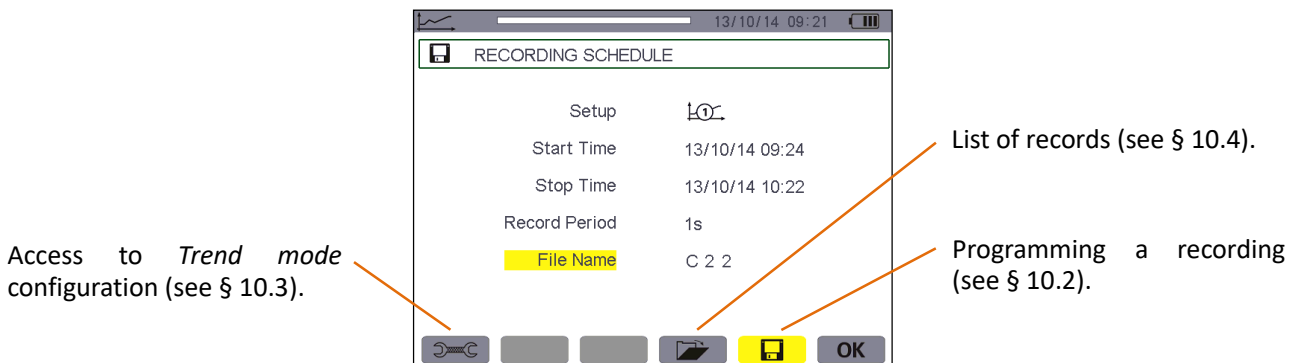 13/10/14 09:21
RECORDING SCHEDULE
Setup 1
Start Time 13/10/14 09:24
Stop Time 13/10/14 10:22
Record Period 1s
File Name C 2 2
OK
List of records (see § 10.4).
Access to Trend mode
configuration (see § 10.3).
Programming a recording
(see § 10.2).